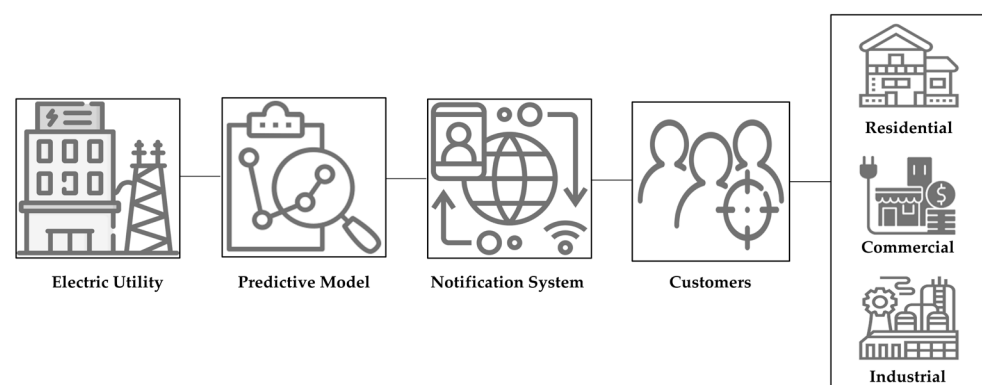 Electric Utility
Predictive Model
Notification System
Customers
Residential
$
Commercial
Industrial